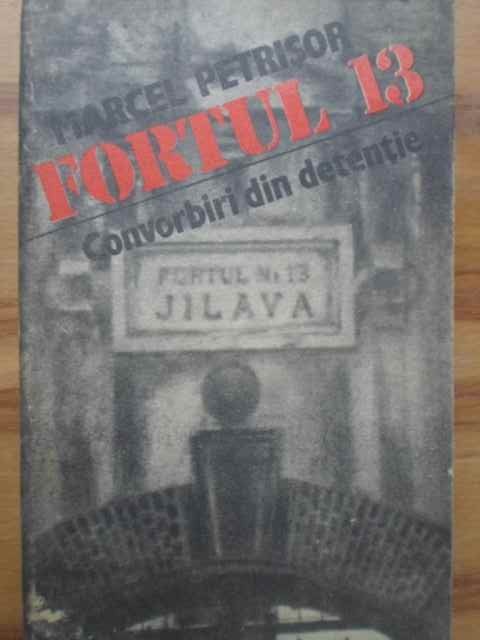 MARCEL PETRIȘOR
FORTUL 13
Convorbiri din detenție
FORTUL Nr 13
JILAVA